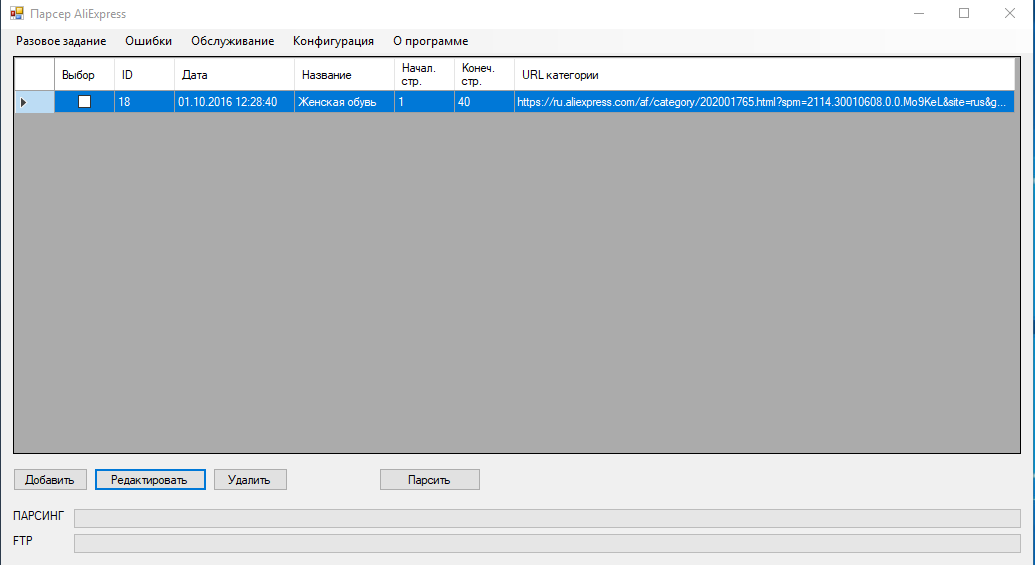 Парсер AliExpress
Разовое задание Ошибки Обслуживание Конфигурация О программе
Выбор ID Дата Название Начал. стр. Конеч. стр. URL категории
18 01.10.2016 12:28:40 Женская обувь 1 40 https://ru.aliexpress.com/af/category/202001765.html?spm=2114.30010608.0.0.Mo9KeL&site=rus&g...
Добавить Редактировать Удалить Парсить
ПАРСИНГ
FTP